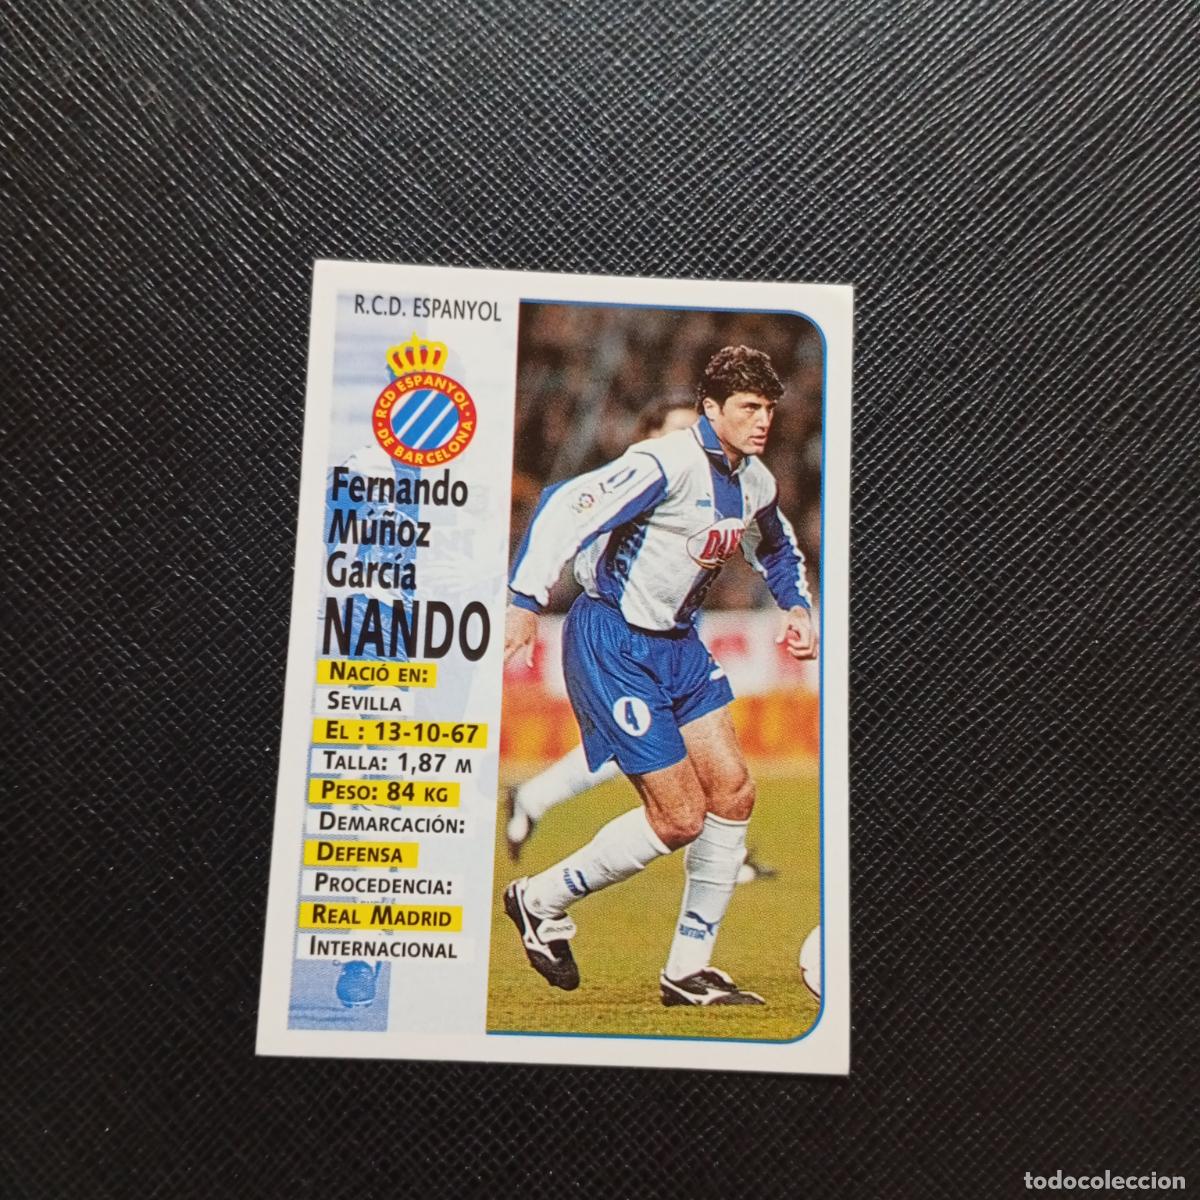 R.C.D. ESPANYOL
RCD ESPANYOL
DE BARCELONA
Fernando
Múñoz
García
NANDO
NACIÓ EN:
SEVILLA
EL : 13-10-67
TALLA: 1,87 M
PESO: 84 KG
DEMARCACIÓN:
DEFENSA
PROCEDENCIA:
REAL MADRID
INTERNACIONAL
4
todocoleccion